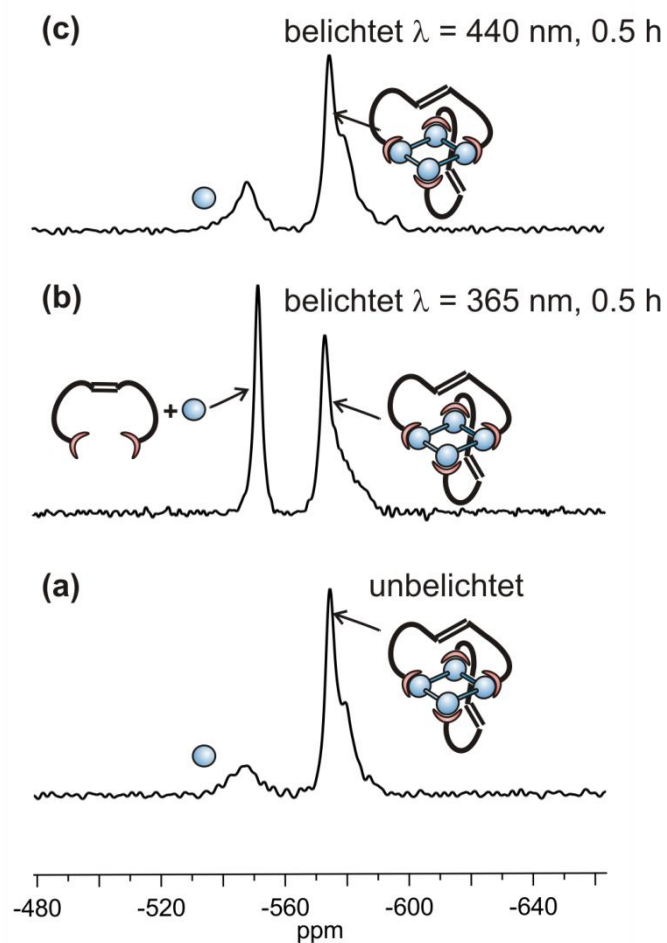 (c) belichtet λ = 440 nm, 0.5 h
(b) belichtet λ = 365 nm, 0.5 h
+
(a) unbelichtet
-480 -520 -560 -600 -640
ppm